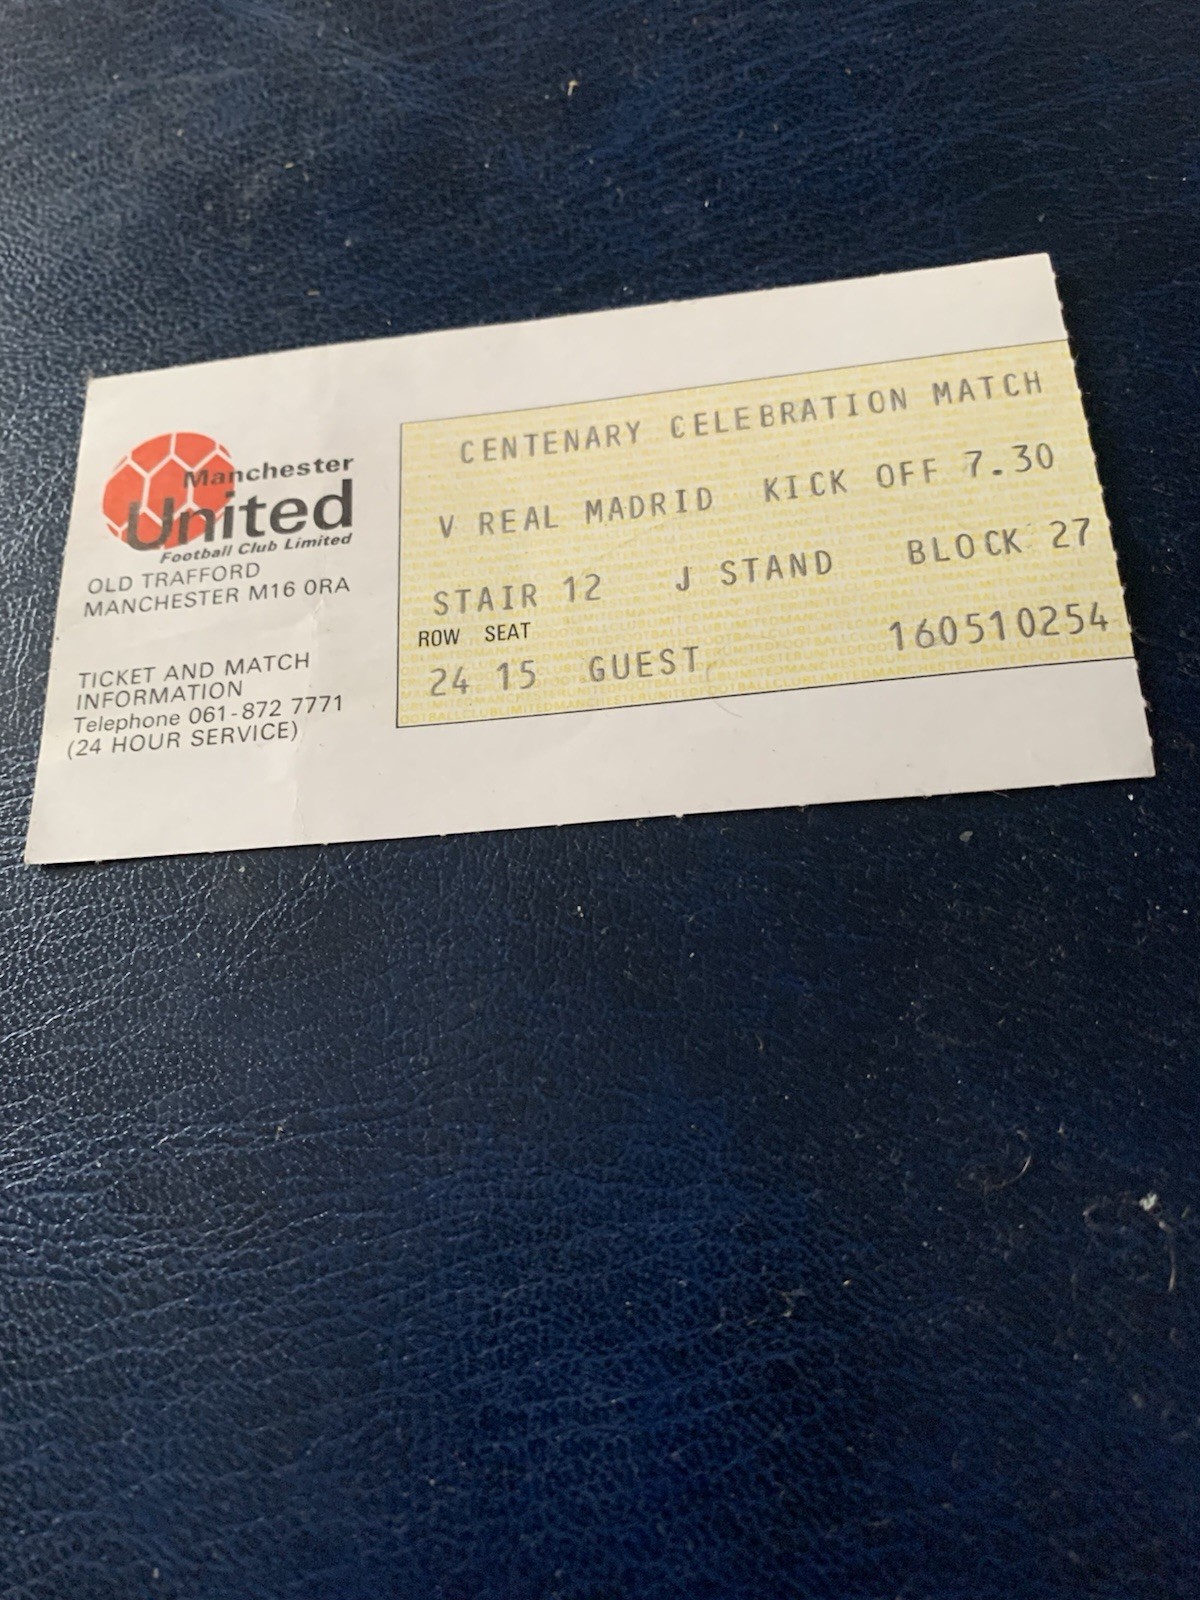 Manchester
United
Football Club Limited
OLD TRAFFORD
MANCHESTER M16 0RA
TICKET AND MATCH
INFORMATION
Telephone 061-872 7771
(24 HOUR SERVICE)
CENTENARY CELEBRATION MATCH
V REAL MADRID KICK OFF 7.30
STAIR 12 J STAND BLOCK 27
ROW SEAT
24 15 GUEST 160510254